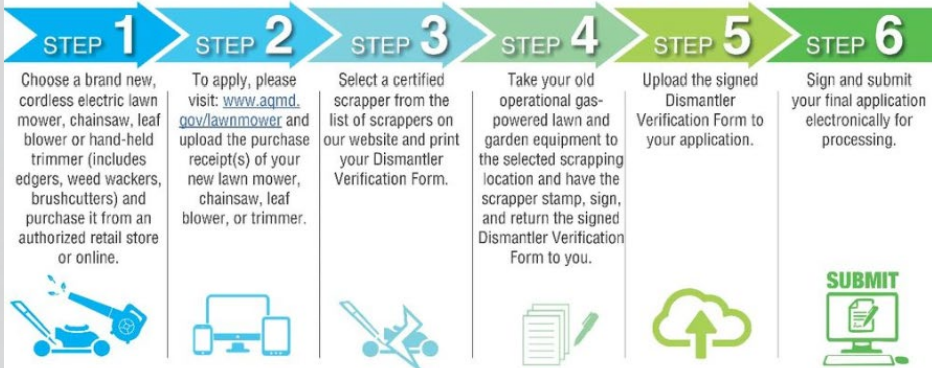 STEP 1
Choose a brand new,
cordless electric lawn
mower, chainsaw, leaf
blower or hand-held
trimmer (includes
edgers, weed wackers,
brushcutters) and
purchase it from an
authorized retail store
or online.
STEP 2
To apply, please
visit: www.aqmd.
gov/lawnmower and
upload the purchase
receipt(s) of your
new lawn mower,
chainsaw, leaf
blower, or trimmer.
STEP 3
Select a certified
scrapper from the
list of scrappers on
our website and print
your Dismantler
Verification Form.
STEP 4
Take your old
operational gas-
powered lawn and
garden equipment to
the selected scrapping
location and have the
scrapper stamp, sign,
and return the signed
Dismantler Verification
Form to you.
STEP 5
Upload the signed
Dismantler
Verification Form to
your application.
STEP 6
Sign and submit
your final application
electronically for
processing.
SUBMIT